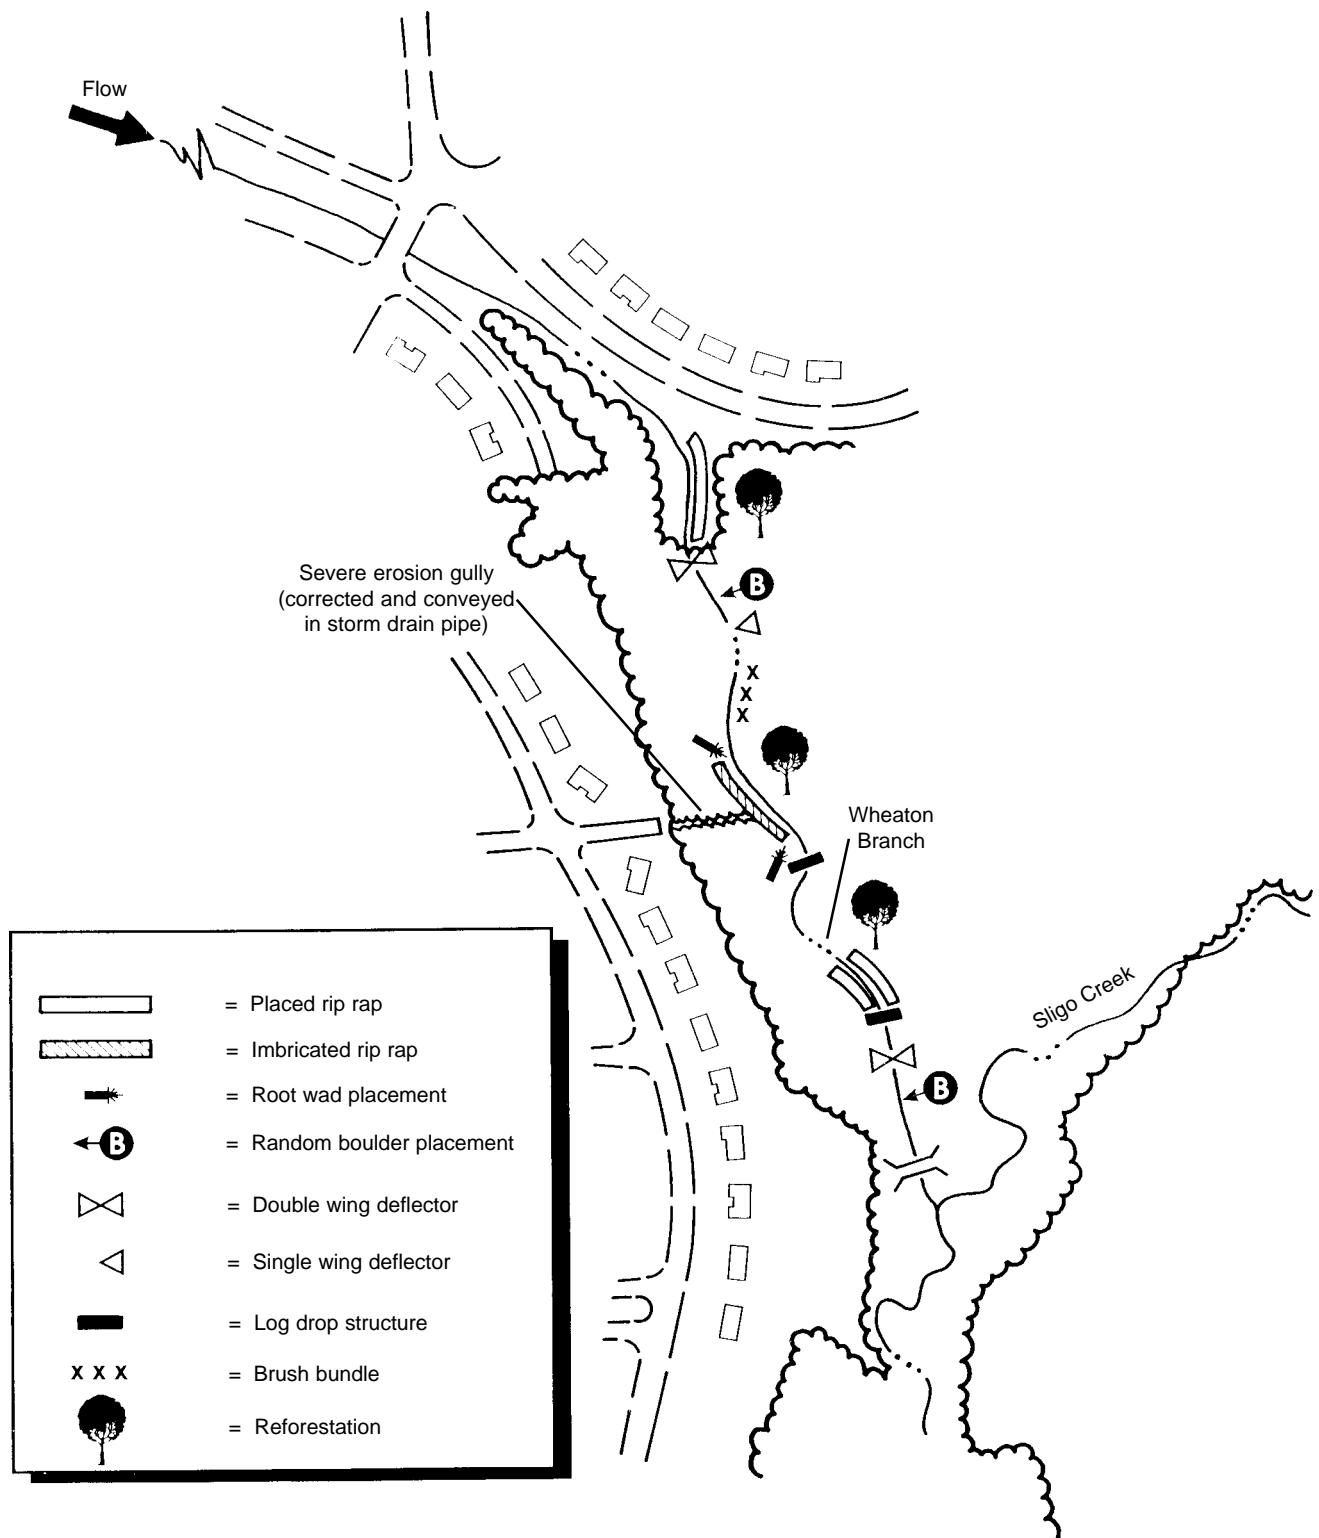 Flow
B
Severe erosion gully
(corrected and conveyed
in storm drain pipe)
X
X
X
Wheaton
Branch
Sligo Creek
B
= Placed rip rap
= Imbricated rip rap
= Root wad placement
B = Random boulder placement
= Double wing deflector
= Single wing deflector
= Log drop structure
X X X = Brush bundle
= Reforestation